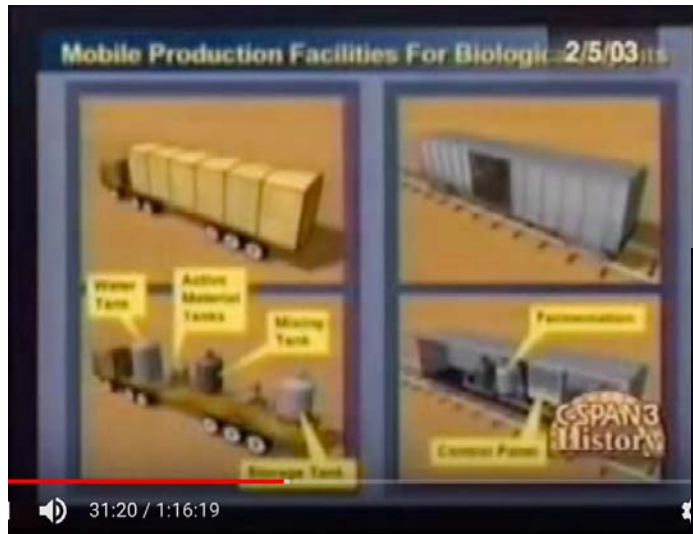 Mobile Production Facilities For Biologic
2/5/03
Water
Tank
Active
Material
Tanks
Mixing
Tank
Storage Tank
Fermentation
Control Panel
C-SPAN3
History
31:20 / 1:16:19